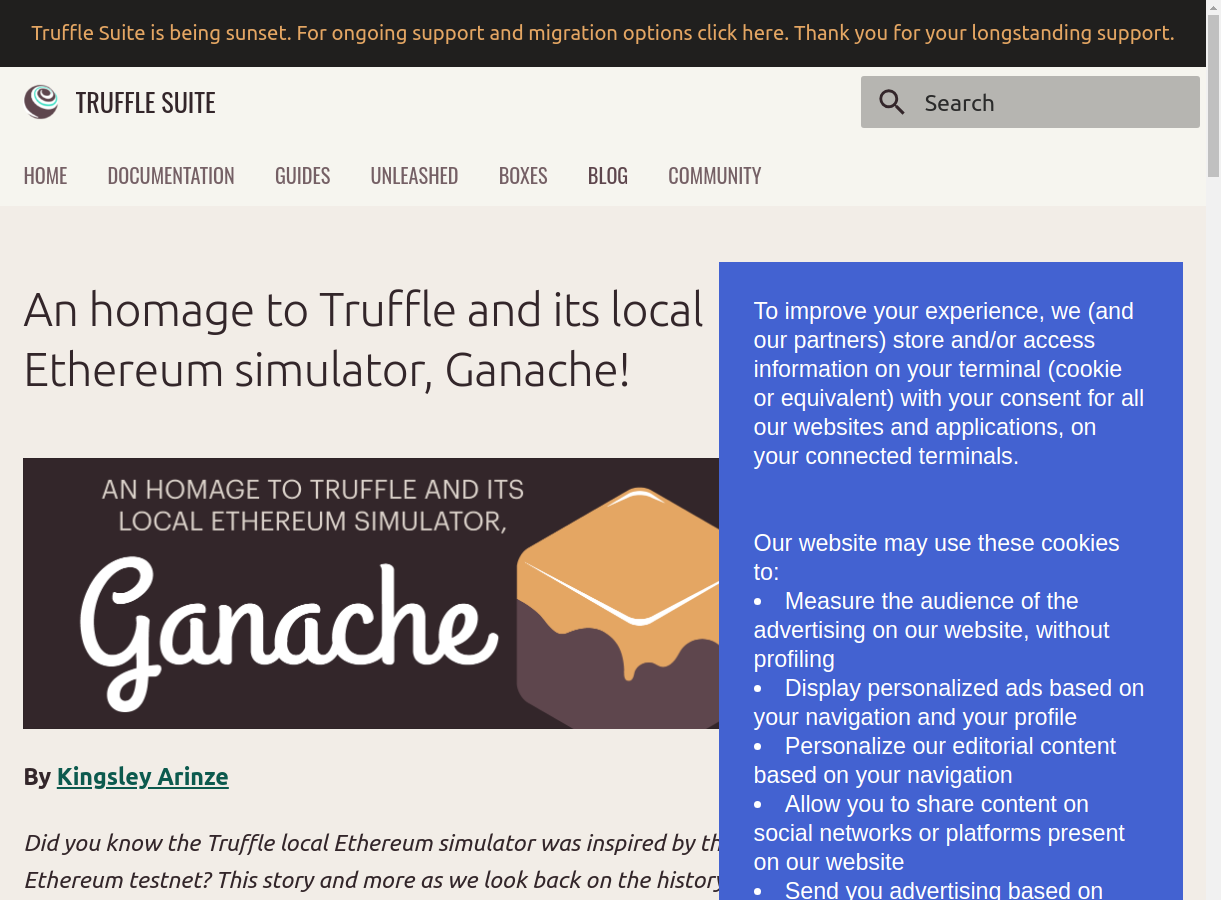 Truffle Suite is being sunset. For ongoing support and migration options click here. Thank you for your longstanding support.
TRUFFLE SUITE
Search
HOME DOCUMENTATION GUIDES UNLEASHED BOXES BLOG COMMUNITY
An homage to Truffle and its local
Ethereum simulator, Ganache!
AN HOMAGE TO TRUFFLE AND ITS
LOCAL ETHEREUM SIMULATOR,
Ganache
By Kingsley Arinze
Did you know the Truffle local Ethereum simulator was inspired by
Ethereum testnet? This story and more as we look back on the history
To improve your experience, we (and
our partners) store and/or access
information on your terminal (cookie
or equivalent) with your consent for all
our websites and applications, on
your connected terminals.
Our website may use these cookies
to:
• Measure the audience of the
advertising on our website, without
profiling
• Display personalized ads based on
your navigation and your profile
• Personalize our editorial content
based on your navigation
• Allow you to share content on
social networks or platforms present
on our website
• Send you advertising based on